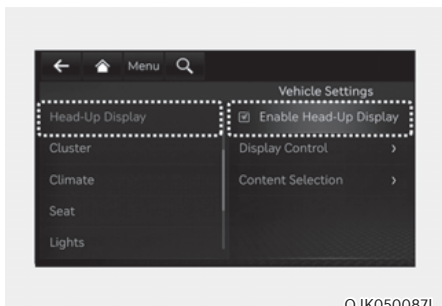 Menu
Vehicle Settings
Head-Up Display
Enable Head-Up Display
Cluster
Display Control
Climate
Content Selection
Seat
Lights
OJK050087L